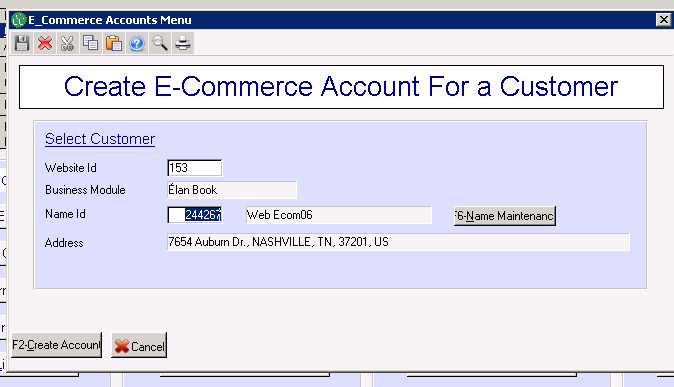 E_Commerce Accounts Menu
Create E-Commerce Account For a Customer
Select Customer
Website Id 153
Business Module Élan Book
Name Id 244267 Web Ecom06 F6-Name Maintenanc
Address 7654 Auburn Dr., NASHVILLE, TN, 37201, US
F2-Create Account Cancel